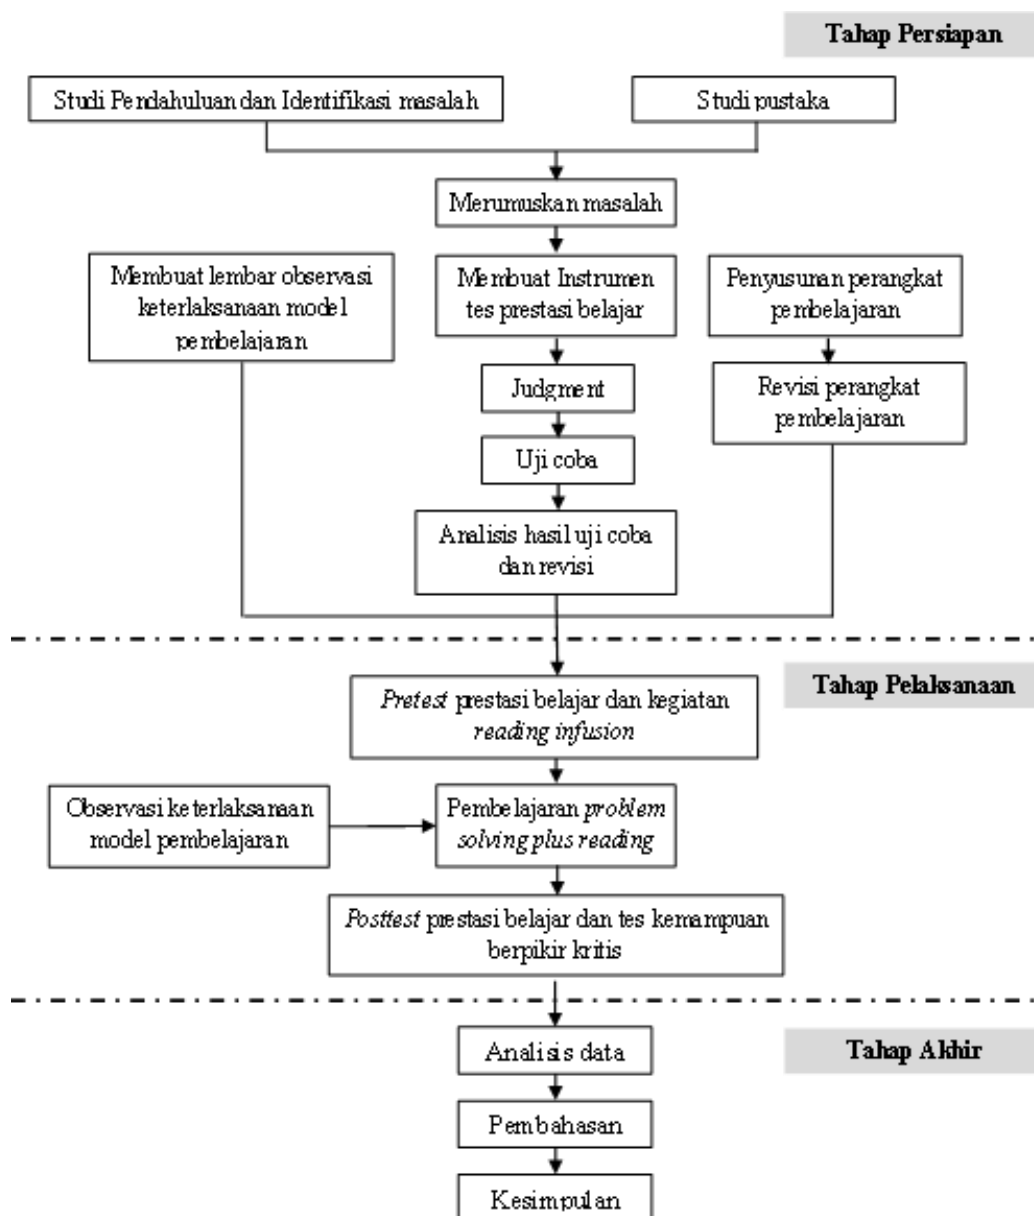 Tahap Persiapan
Studi Pendahuluan dan Identifikasi masalah
Studi pustaka
Merumuskan masalah
Membuat lembar observasi
keterlaksanaan model
pembelajaran
Membuat Instrumen
tes prestasi belajar
Penyusunan perangkat
pembelajaran
Judgment
Revisi perangkat
pembelajaran
Uji coba
Analisis hasil uji coba
dan revisi
Tahap Pelaksanaan
Pretest prestasi belajar dan kegiatan
reading infusion
Observasi keterlaksanaan
model pembelajaran
Pembelajaran problem
solving plus reading
Posttest prestasi belajar dan tes kemampuan
berpikir kritis
Tahap Akhir
Analisis data
Pembahasan
Kesimpulan